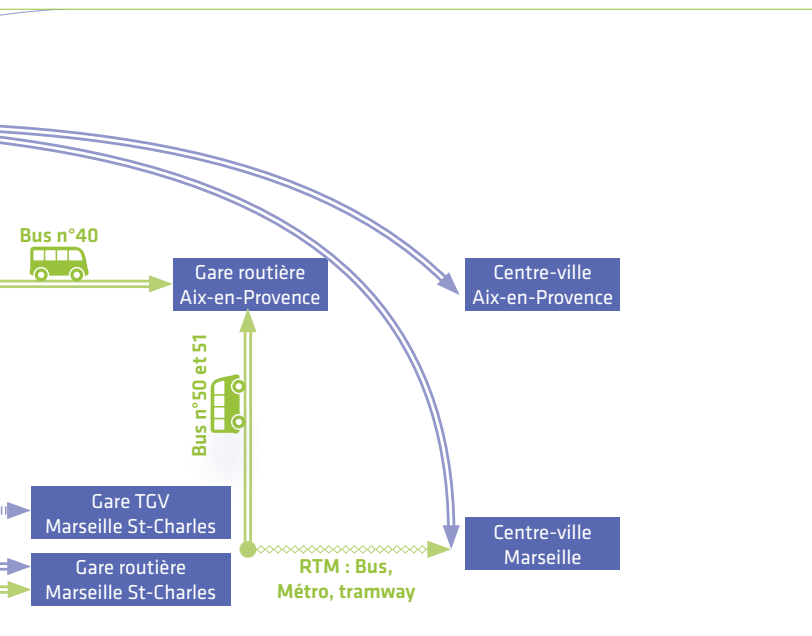 Bus n°40
Gare routière
Aix-en-Provence
Centre-ville
Aix-en-Provence
Bus n°50 et 51
Gare TGV
Marseille St-Charles
Gare routière
Marseille St-Charles
RTM : Bus,
Métro, tramway
Centre-ville
Marseille